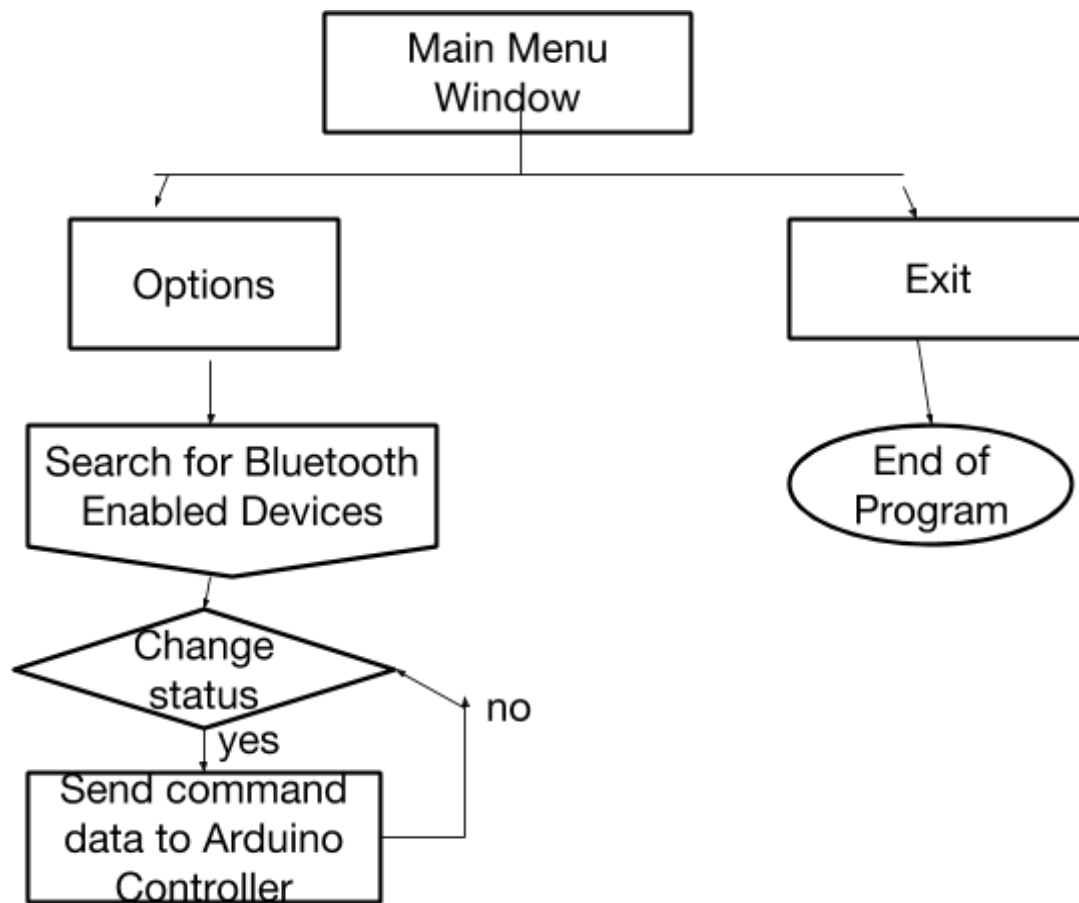 Main Menu
Window
Options
Exit
Search for Bluetooth
Enabled Devices
End of
Program
Change
status
no
yes
Send command
data to Arduino
Controller